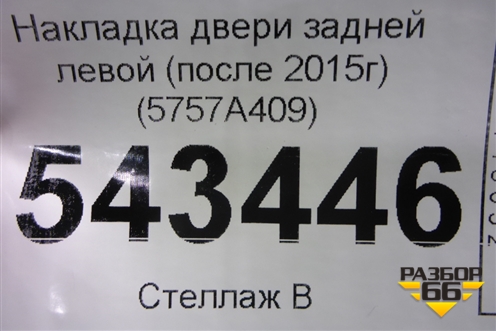 Накладка двери задней
левой (после 2015г)
(5757A409)
543446
Стеллаж В
РАЗБОР
66